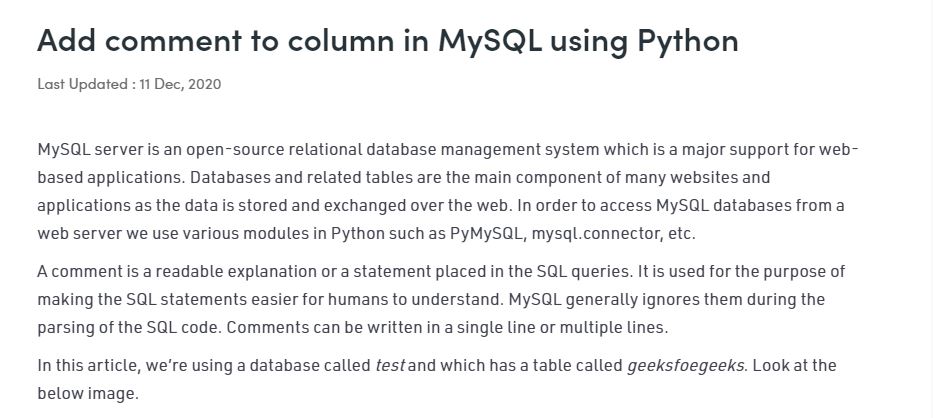 Add comment to column in MySQL using Python
Last Updated : 11 Dec, 2020
MySQL server is an open-source relational database management system which is a major support for web-
based applications. Databases and related tables are the main component of many websites and
applications as the data is stored and exchanged over the web. In order to access MySQL databases from a
web server we use various modules in Python such as PyMySQL, mysql.connector, etc.
A comment is a readable explanation or a statement placed in the SQL queries. It is used for the purpose of
making the SQL statements easier for humans to understand. MySQL generally ignores them during the
parsing of the SQL code. Comments can be written in a single line or multiple lines.
In this article, we're using a database called test and which has a table called geeksfoegeeks. Look at the
below image.